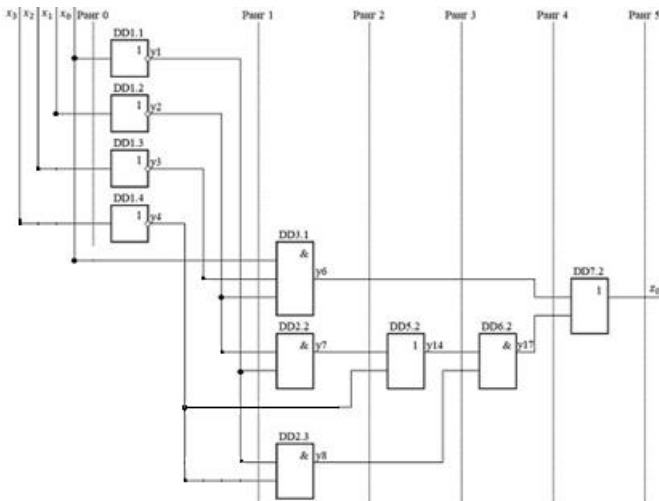 x3 x2 x1 x0 Ранг 0 Ранг 1 Ранг 2 Ранг 3 Ранг 4 Ранг 5
DD1.1
1 y1
DD1.2
1 y2
DD1.3
1 y3
DD1.4
1 y4
DD3.1
& y6
DD7.2
1 z0
DD2.2
& y7
DD5.2
1 y14
DD6.2
& y17
DD2.3
& y8